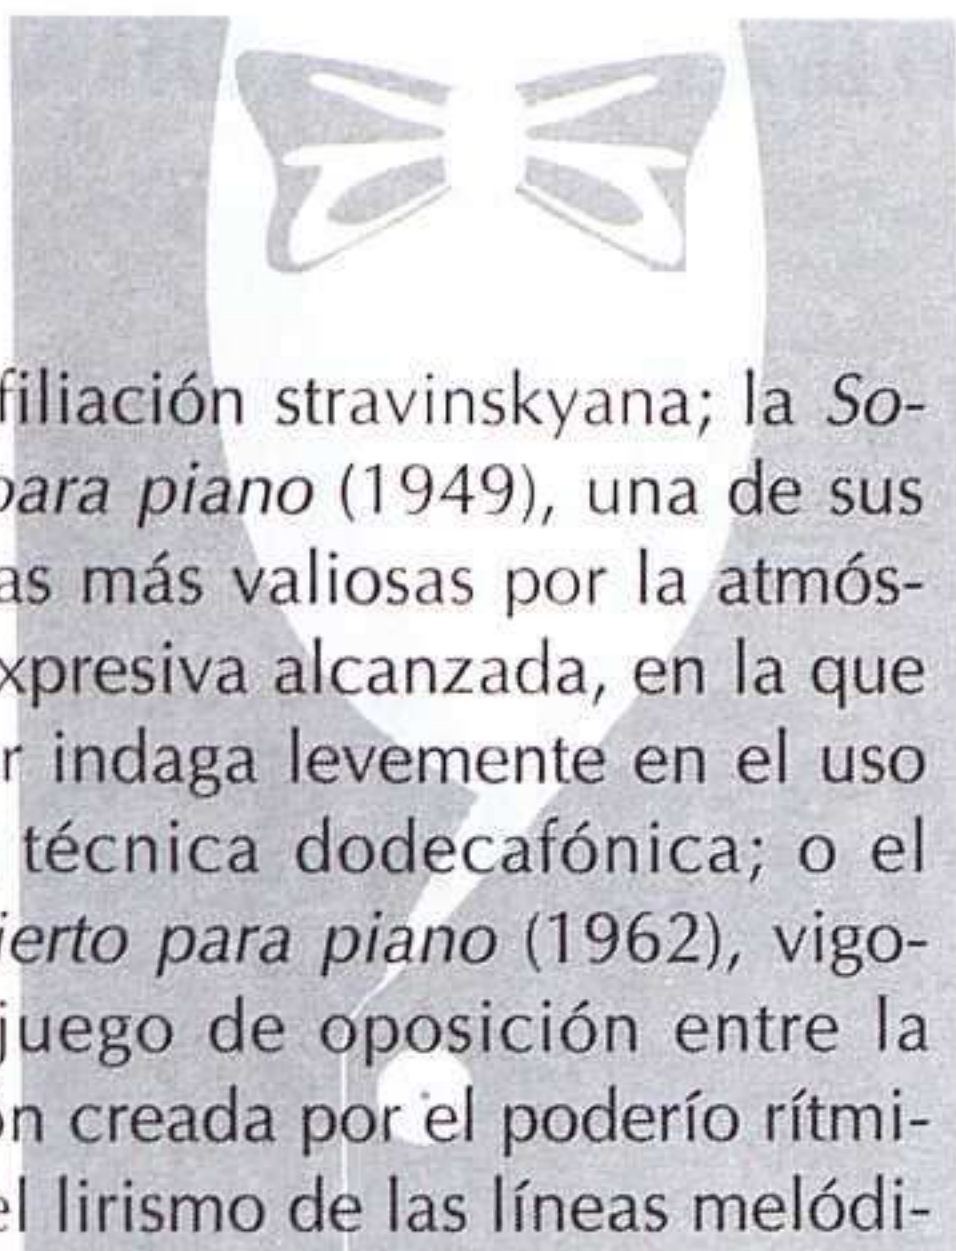 filiación stravinskyana; la So-
para piano (1949), una de sus
as más valiosas por la atmós-
xpresiva alcanzada, en la que
r indaga levemente en el uso
técnica dodecafónica; o el
ierto para piano (1962), vigo-
juego de oposición entre la
ón creada por el poderío rítmi-
el lirismo de las líneas melódi-